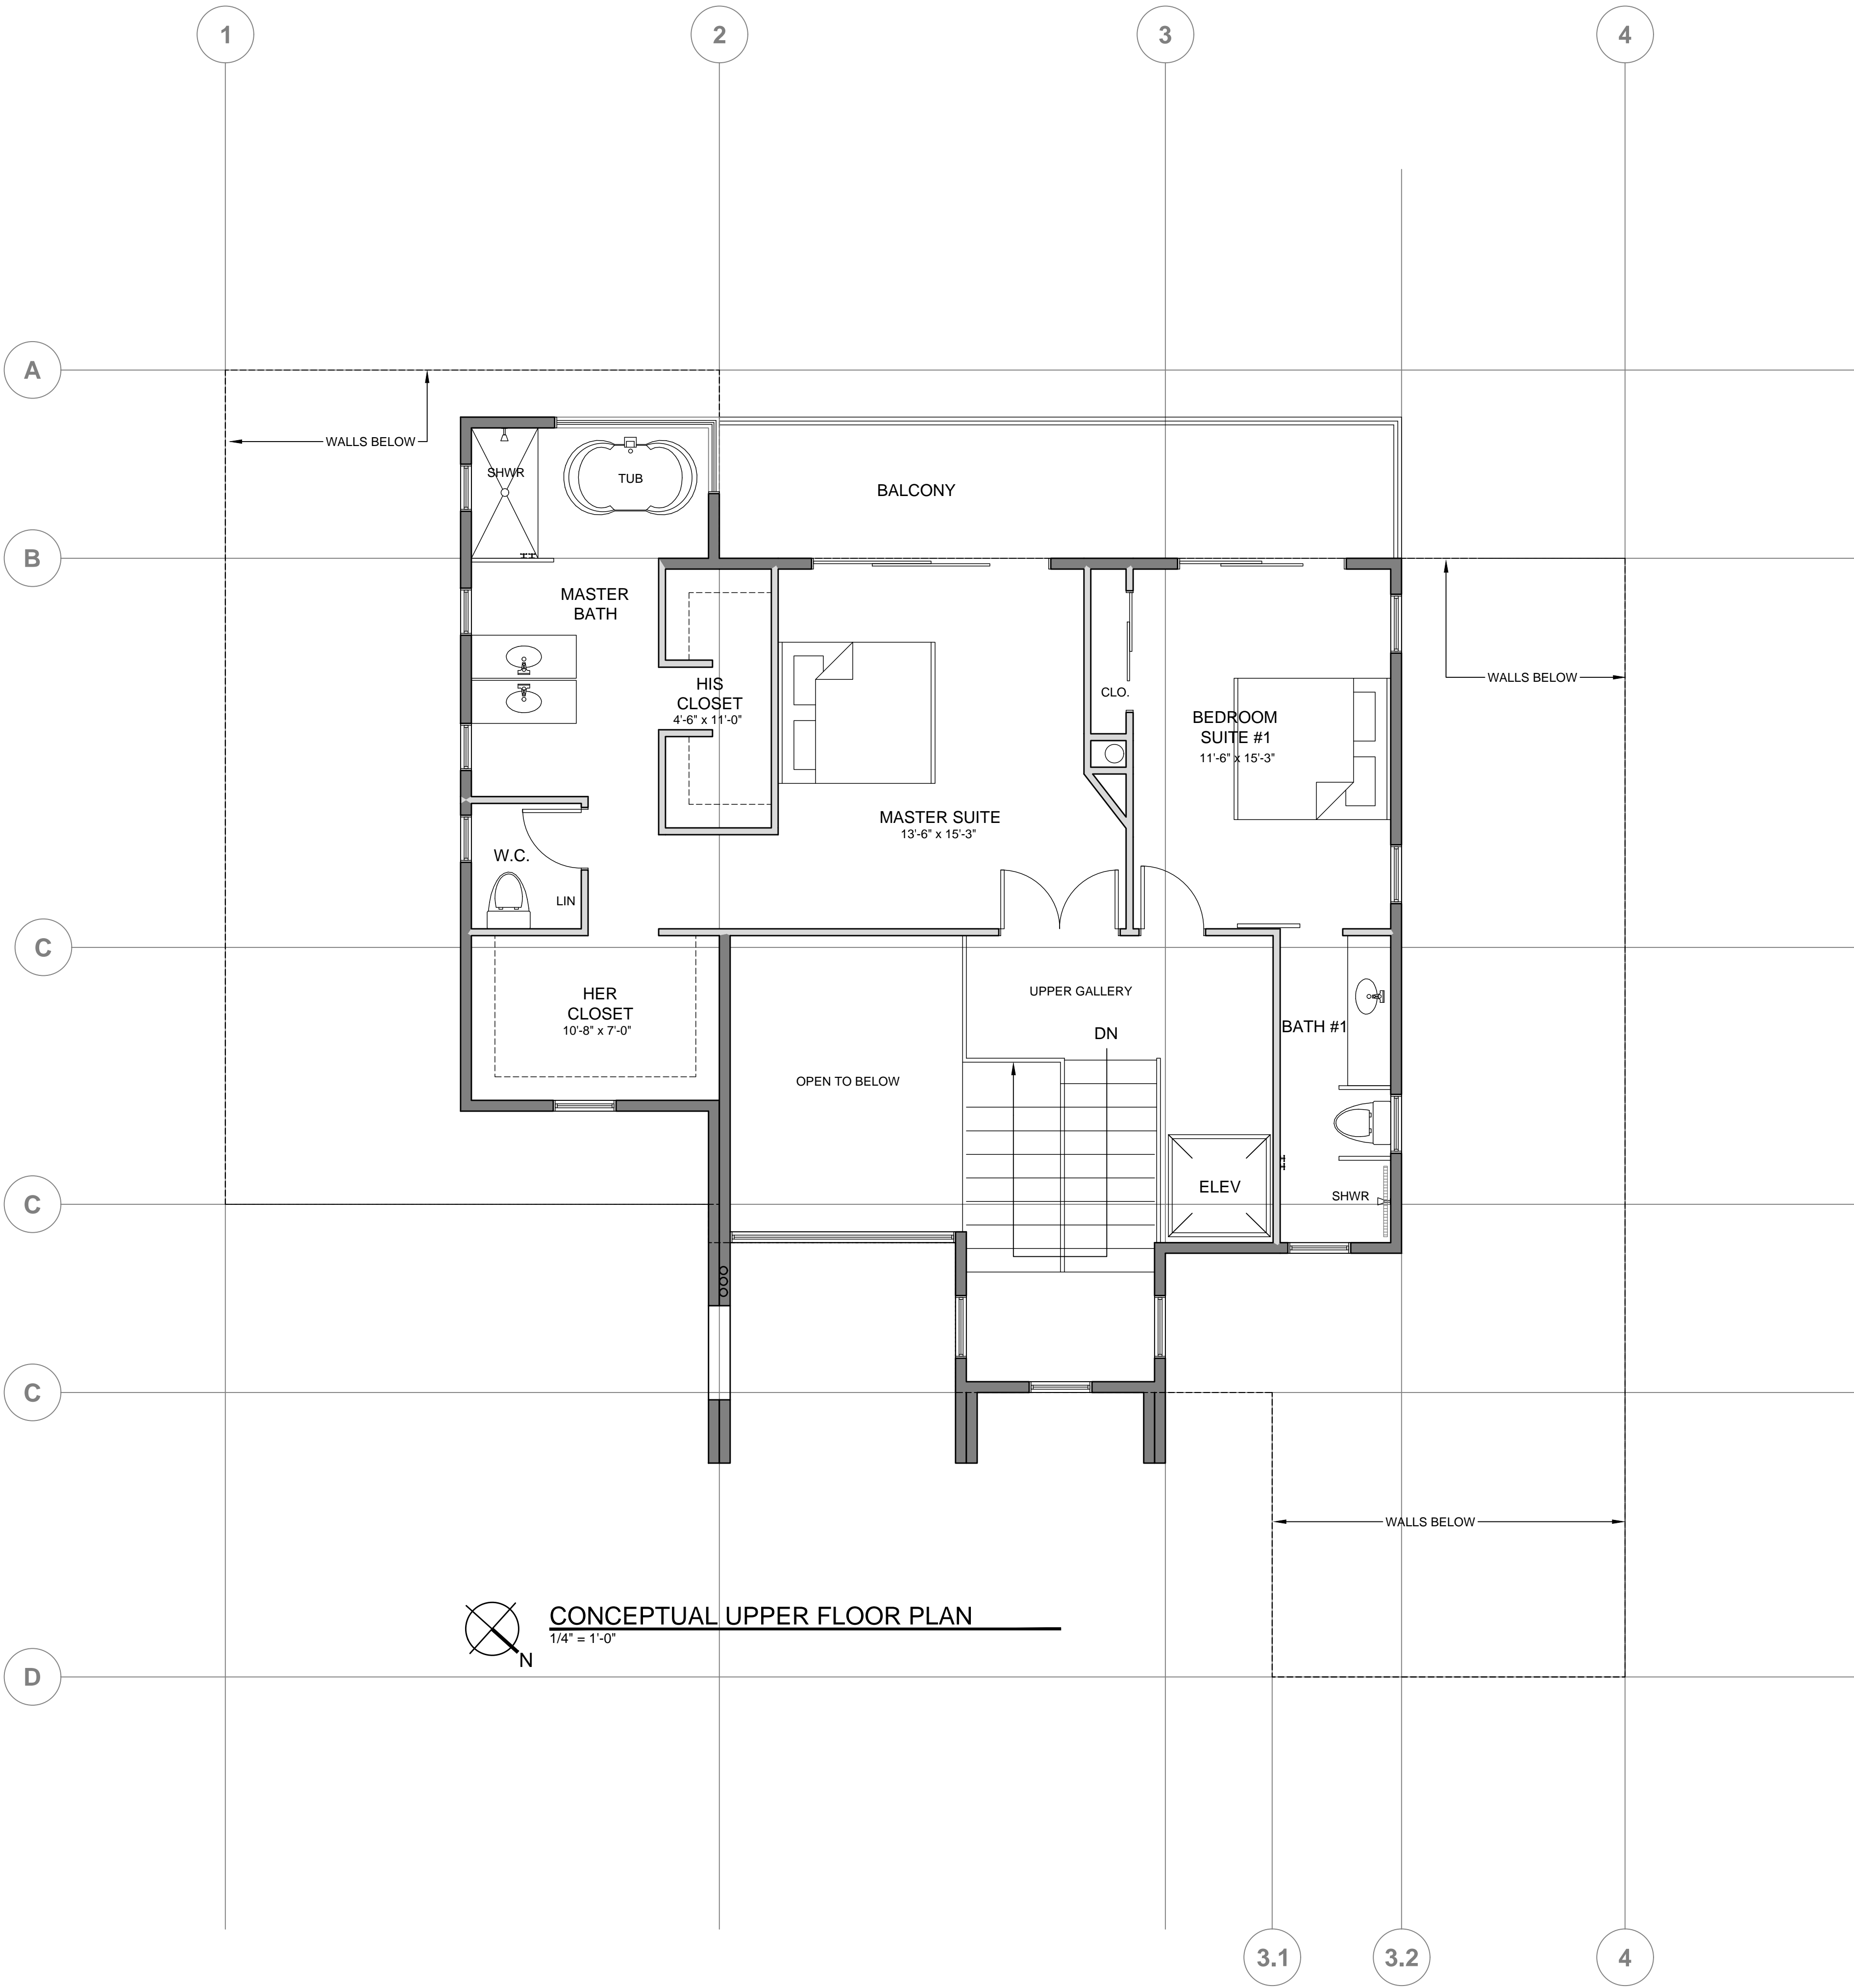 1
2
3
4
A
WALLS BELOW
SHWR
TUB
BALCONY
B
MASTER
BATH
WALLS BELOW
HIS
CLOSET
4'-6" x 11'-0"
CLO.
BEDROOM
SUITE #1
11'-6" x 15'-3"
MASTER SUITE
13'-6" x 15'-3"
W.C.
LIN
C
HER
CLOSET
10'-8" x 7'-0"
UPPER GALLERY
DN
BATH #1
OPEN TO BELOW
ELEV
SHWR
C
C
WALLS BELOW
CONCEPTUAL UPPER FLOOR PLAN
1/4" = 1'-0"
N
D
3.1
3.2
4